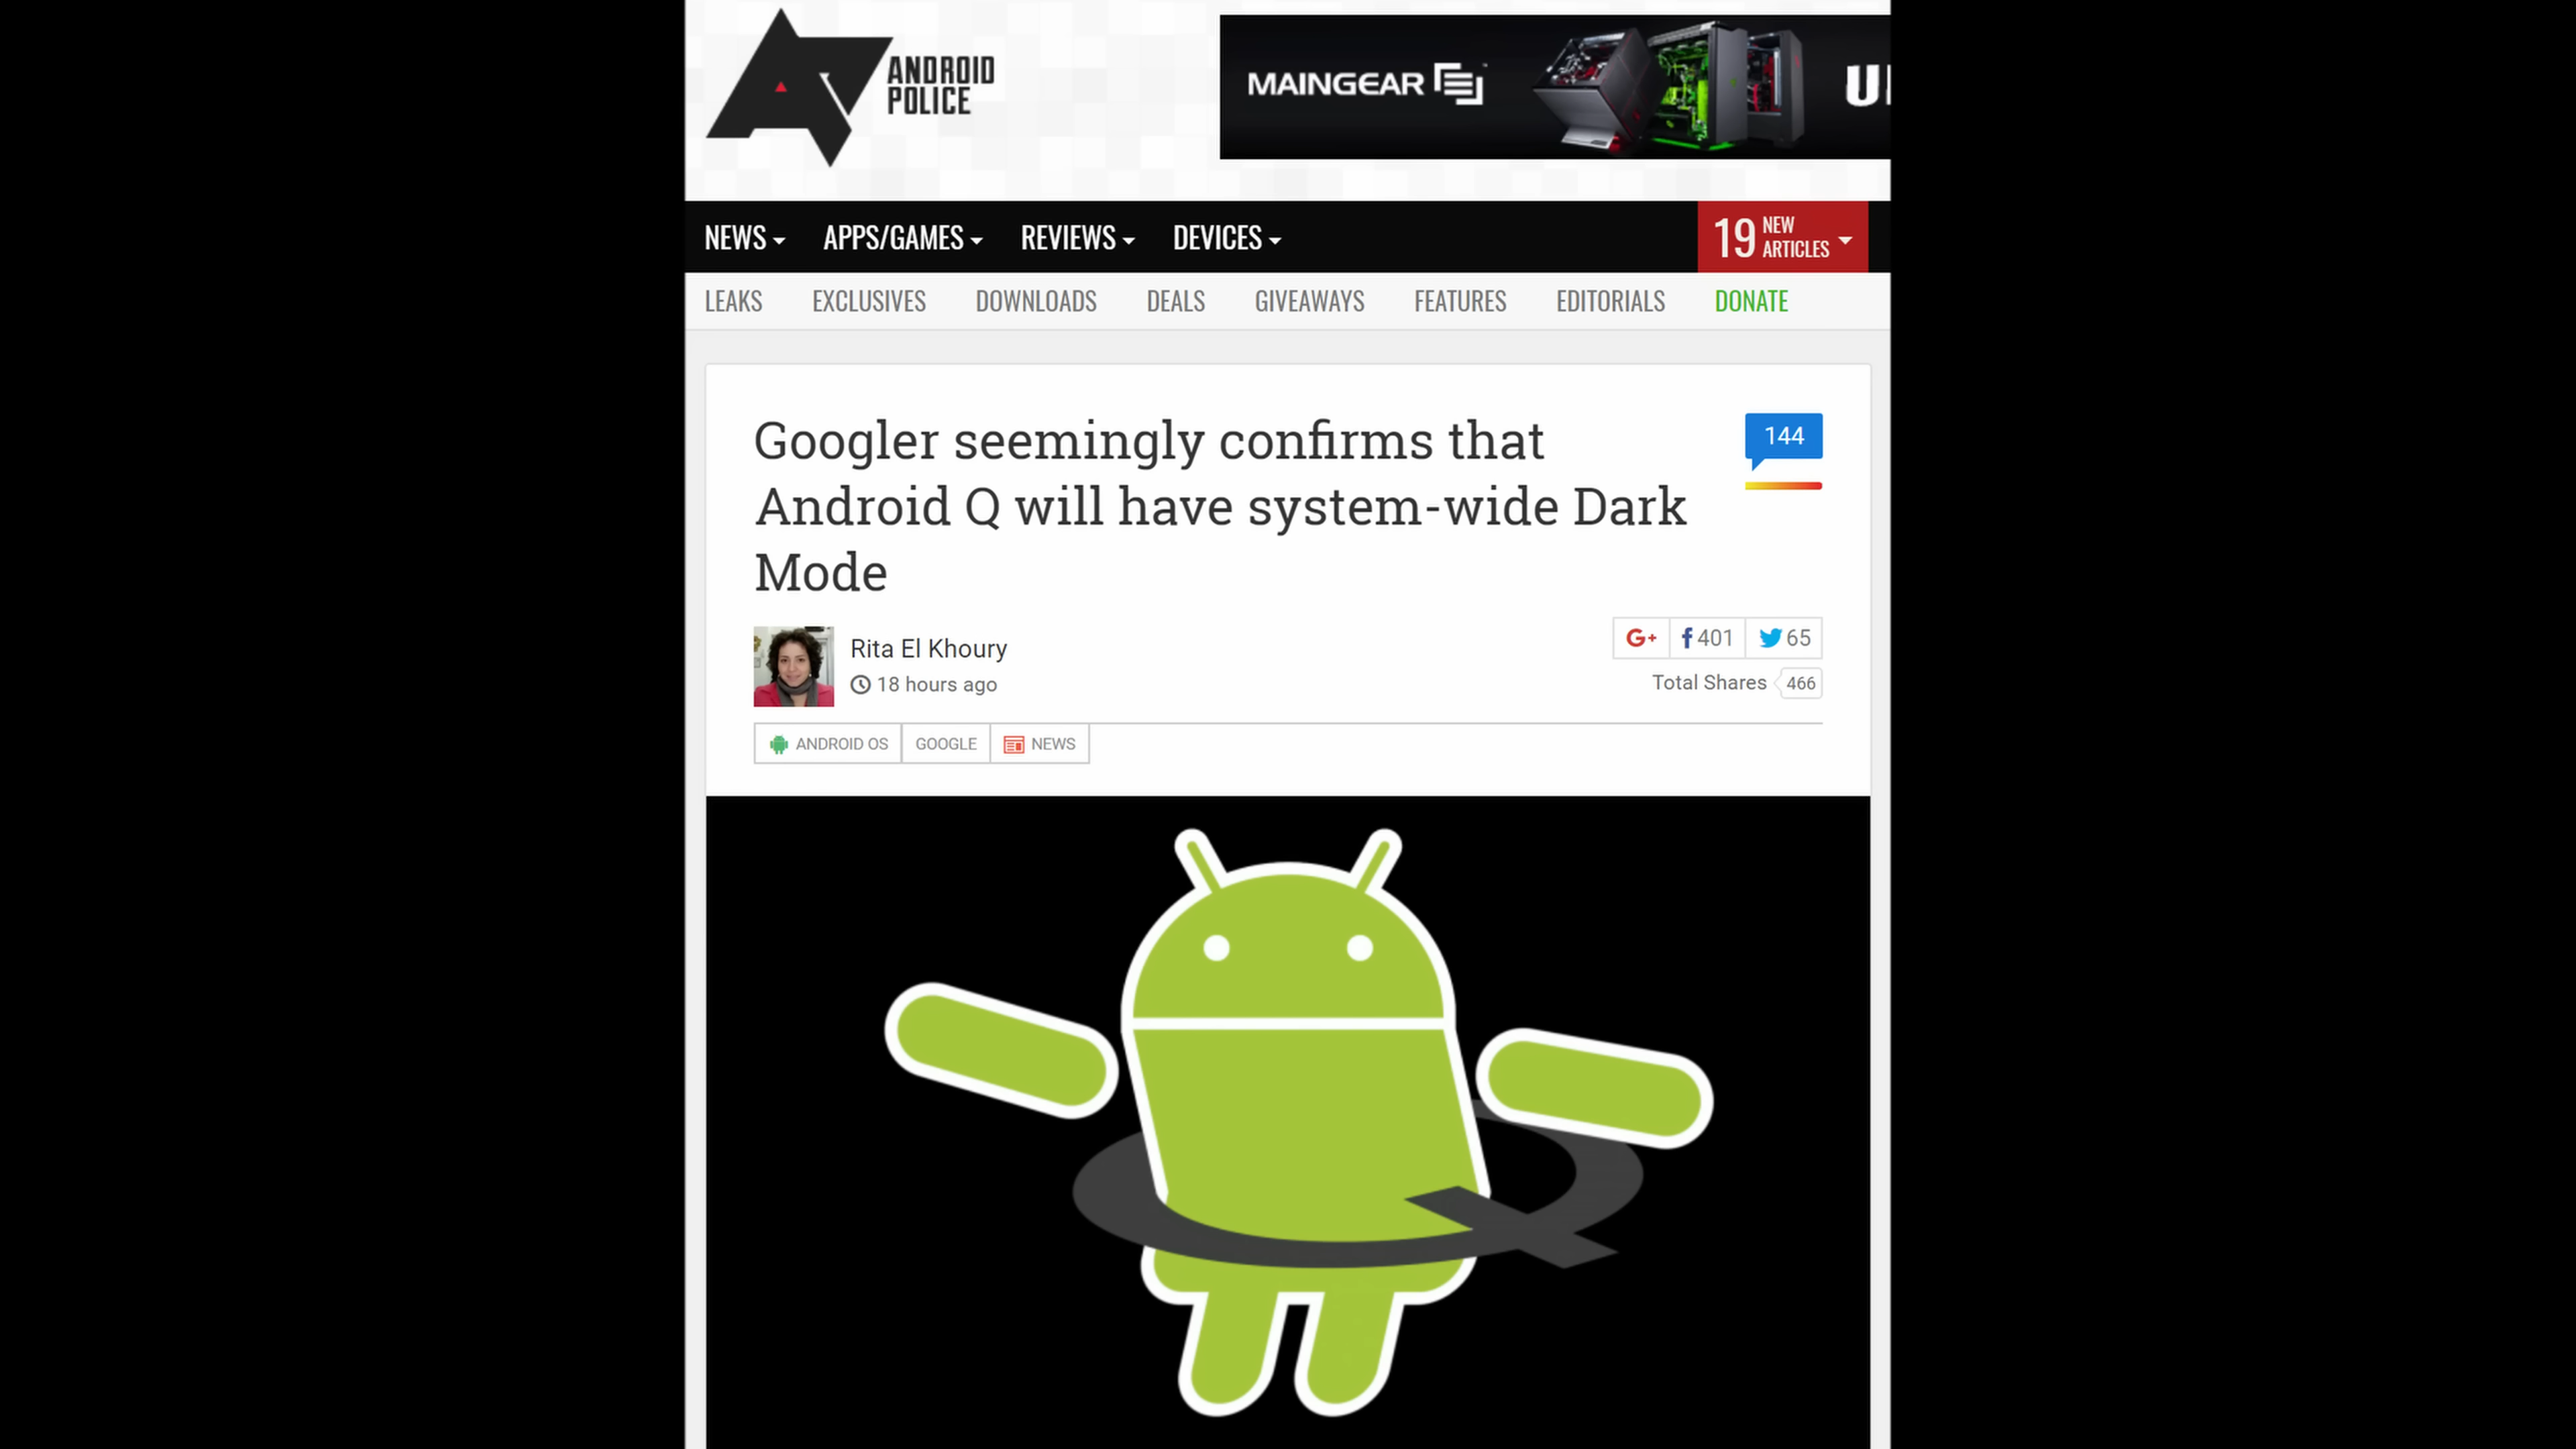 ANDROID
POLICE
MAINGEAR
NEWS APPS/GAMES REVIEWS DEVICES 19 NEW ARTICLES
LEAKS EXCLUSIVES DOWNLOADS DEALS GIVEAWAYS FEATURES EDITORIALS DONATE
Googler seemingly confirms that
Android Q will have system-wide Dark
Mode
144
Rita El Khoury
18 hours ago
G+ f 401 65
Total Shares 466
ANDROID OS GOOGLE NEWS